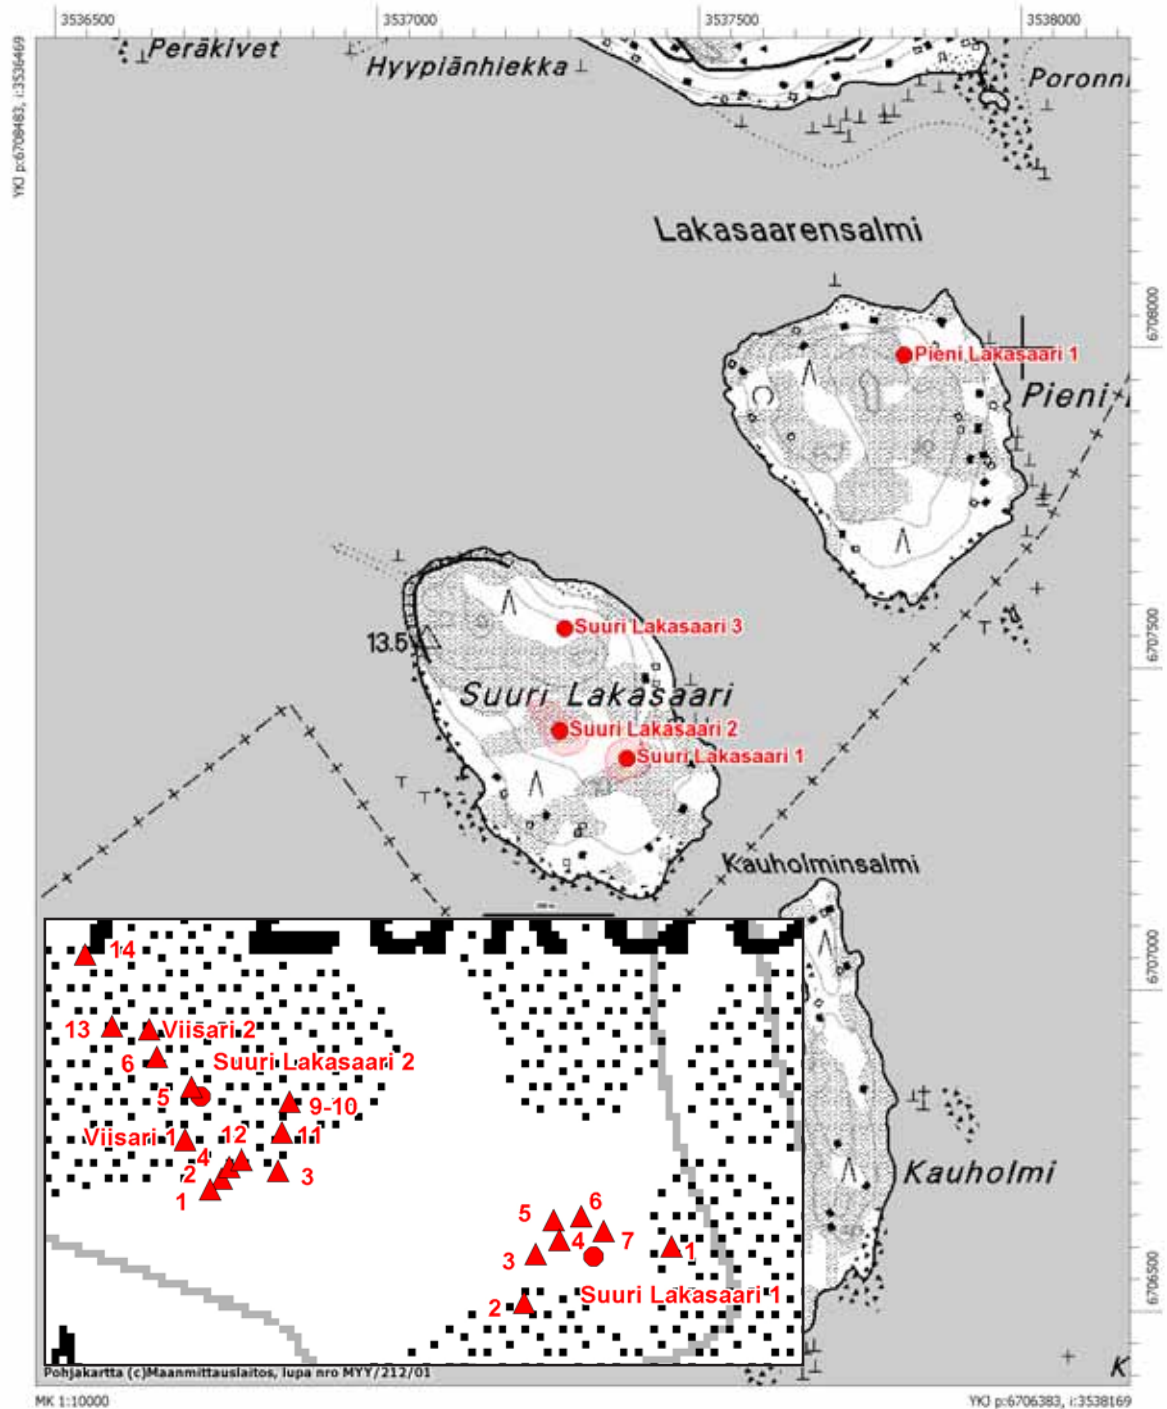 3536500 3537000 3537500 3538000
YKJ p:6708483, i:3536469
Peräkivet
Hyypiänhiekka
Poronni
Lakasaarensalmi
6708000
Pieni Lakasaari 1
Pieni
Suuri Lakasaari 3
6707500
13.5
Suuri Lakasaari
Suuri Lakasaari 2
Suuri Lakasaari 1
Kauholminsalmi
6707000
14
13
Viisari 2
6
Suuri Lakasaari 2
5
9-10
Viisari 1
12
11
4
2
3
1
Kauholmi
5
6
4
7
3
1
2
Suuri Lakasaari 1
6706500
K
Pohjakartta (c)Maanmittauslaitos, lupa nro MYY/212/01
MK 1:10000
YKJ p:6706383, i:3538169